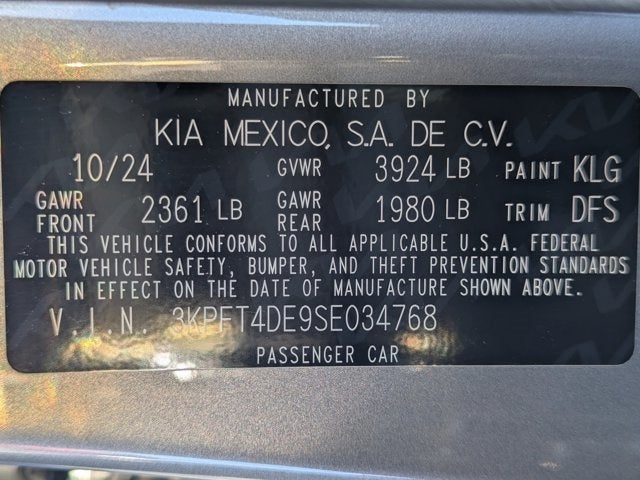 MANUFACTURED BY
KIA MEXICO, S.A. DE C.V.
10/24 GVWR 3924 LB PAINT KLG
GAWR FRONT 2361 LB GAWR REAR 1980 LB TRIM DFS
THIS VEHICLE CONFORMS TO ALL APPLICABLE U.S.A. FEDERAL
MOTOR VEHICLE SAFETY, BUMPER, AND THEFT PREVENTION STANDARDS
IN EFFECT ON THE DATE OF MANUFACTURE SHOWN ABOVE.
V.I.N. 3KPFT4DE9SE034768
PASSENGER CAR